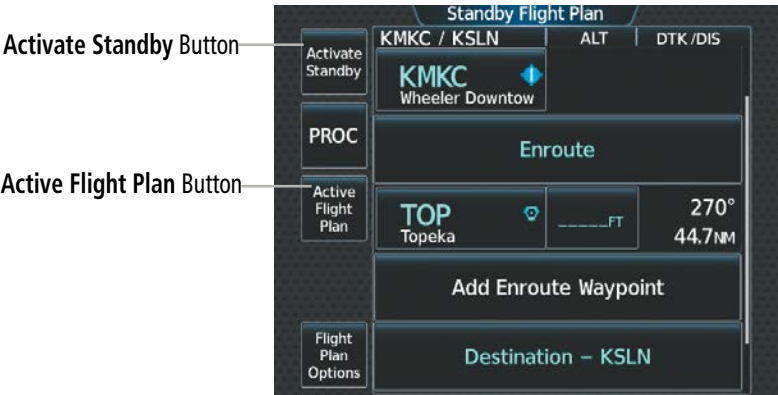 Standby Flight Plan
Activate Standby Button
Activate
Standby
KMKC / KSLN
ALT
DTK/DIS
KMKC
Wheeler Downtow
PROC
Enroute
Active Flight Plan Button
Active
Flight
Plan
TOP
Topeka
_____FT
270°
44.7NM
Add Enroute Waypoint
Flight
Plan
Options
Destination – KSLN